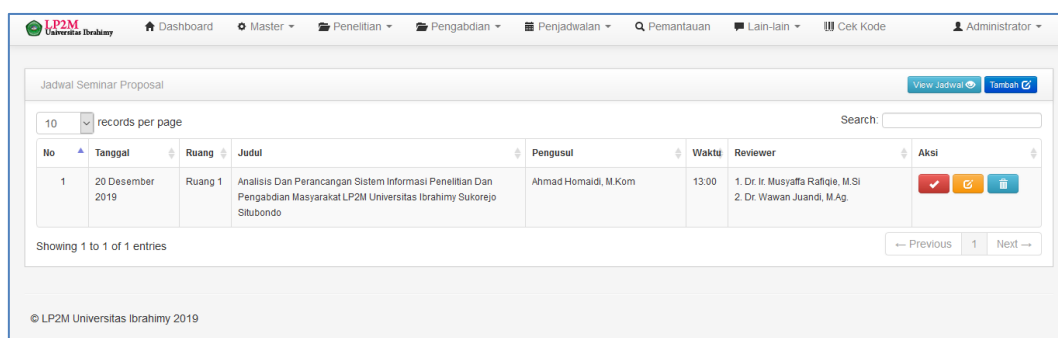 LP2M
Universitas Ibrahimy
Dashboard Master Penelitian Pengabdian Penjadwalan Pemantauan Lain-lain Cek Kode Administrator
Jadwal Seminar Proposal View Jadwal Tambah
10 records per page Search:
No Tanggal Ruang Judul Pengusul Waktu Reviewer Aksi
1 20 Desember Ruang 1 Analisis Dan Perancangan Sistem Informasi Penelitian Dan Ahmad Homaidi, M.Kom 13:00 1. Dr. Ir. Musyaffa Rafiqie, M.Si
2019 Pengabdian Masyarakat LP2M Universitas Ibrahimy Sukorejo 2. Dr. Wawan Juandi, M.Ag.
Situbondo
Showing 1 to 1 of 1 entries ← Previous 1 Next →
© LP2M Universitas Ibrahimy 2019